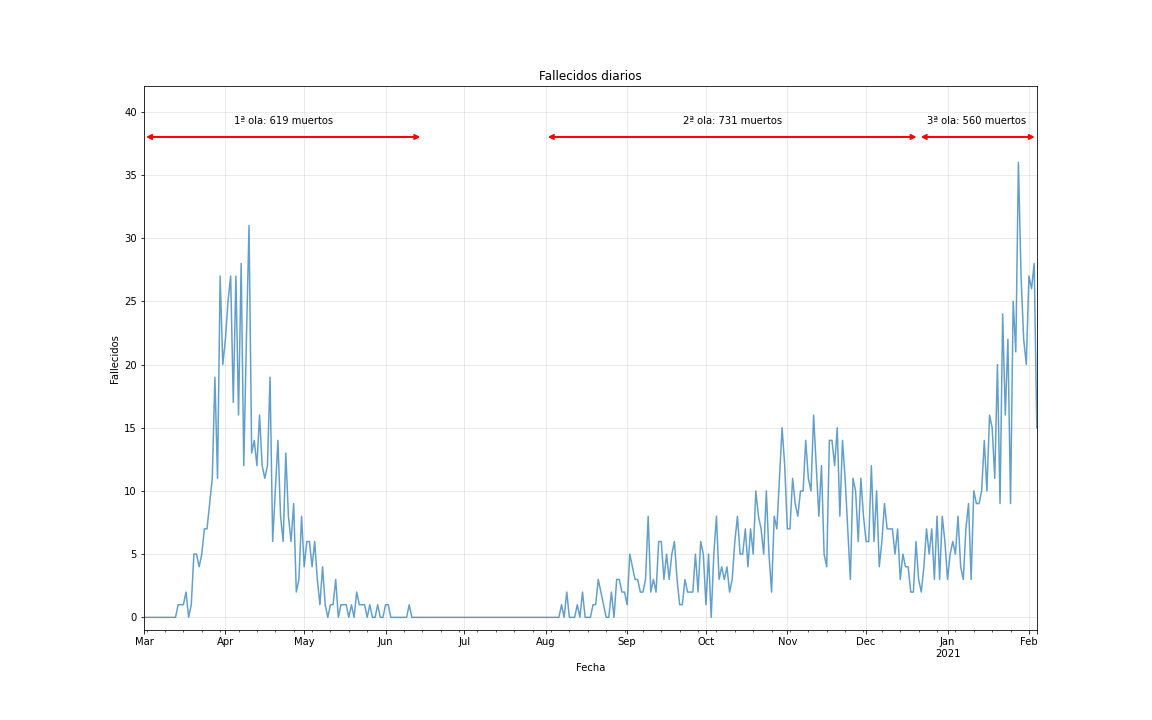 Fallecidos diarios
40
1ª ola: 619 muertos
2ª ola: 731 muertos
3ª ola: 560 muertos
35
30
25
20
15
10
5
0
Fallecidos
Mar Apr May Jun Jul Aug Sep Oct Nov Dec Jan Feb
2021
Fecha